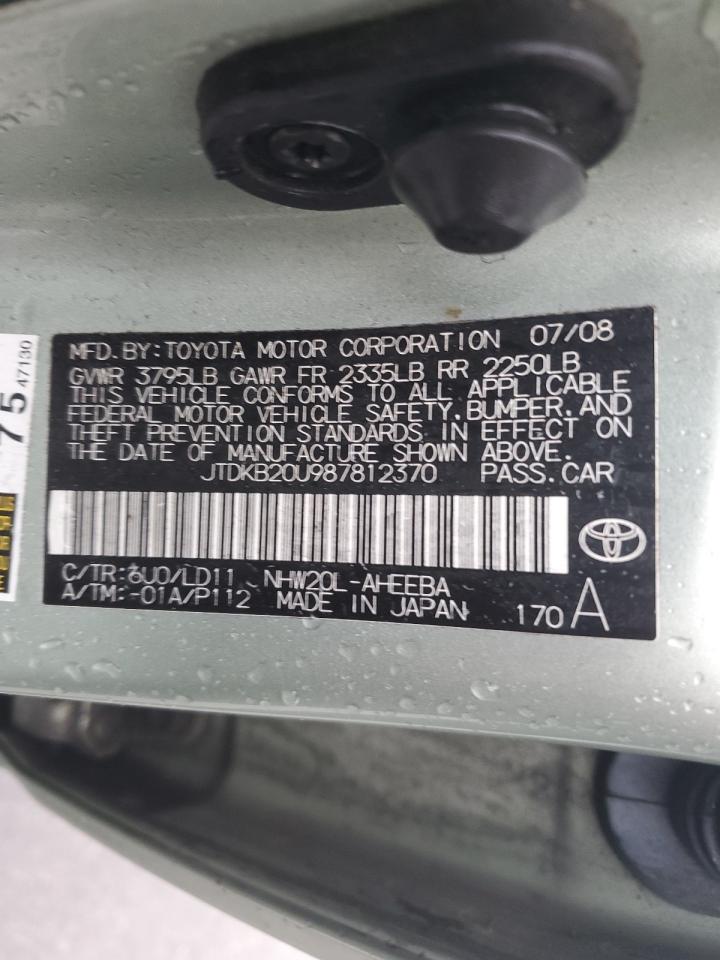 MFD. BY: TOYOTA MOTOR CORPORATION 07/08
GVWR 3795LB GAWR FR 2335LB RR 2250LB
THIS VEHICLE CONFORMS TO ALL APPLICABLE
FEDERAL MOTOR VEHICLE SAFETY, BUMPER, AND
THEFT PREVENTION STANDARDS IN EFFECT ON
THE DATE OF MANUFACTURE SHOWN ABOVE.
JTDKB20U987812370 PASS. CAR
C/TR: 6U0/LD11 NHW20L-AHEEBA
A/TM: -01A/P112 MADE IN JAPAN 170 A
75
47130